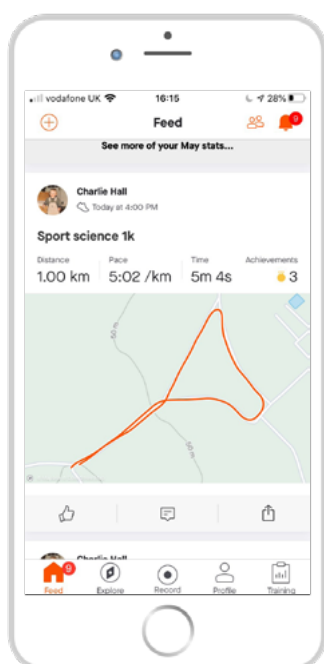 vodafone UK 16:15 28%
Feed 9
See more of your May stats...
Charlie Hall
Today at 4:00 PM
Sport science 1k
Distance Pace Time Achievements
1.00 km 5:02 /km 5m 4s 3
50 m
50 m
Charlie Hall
9
Feed Explore Record Profile Training